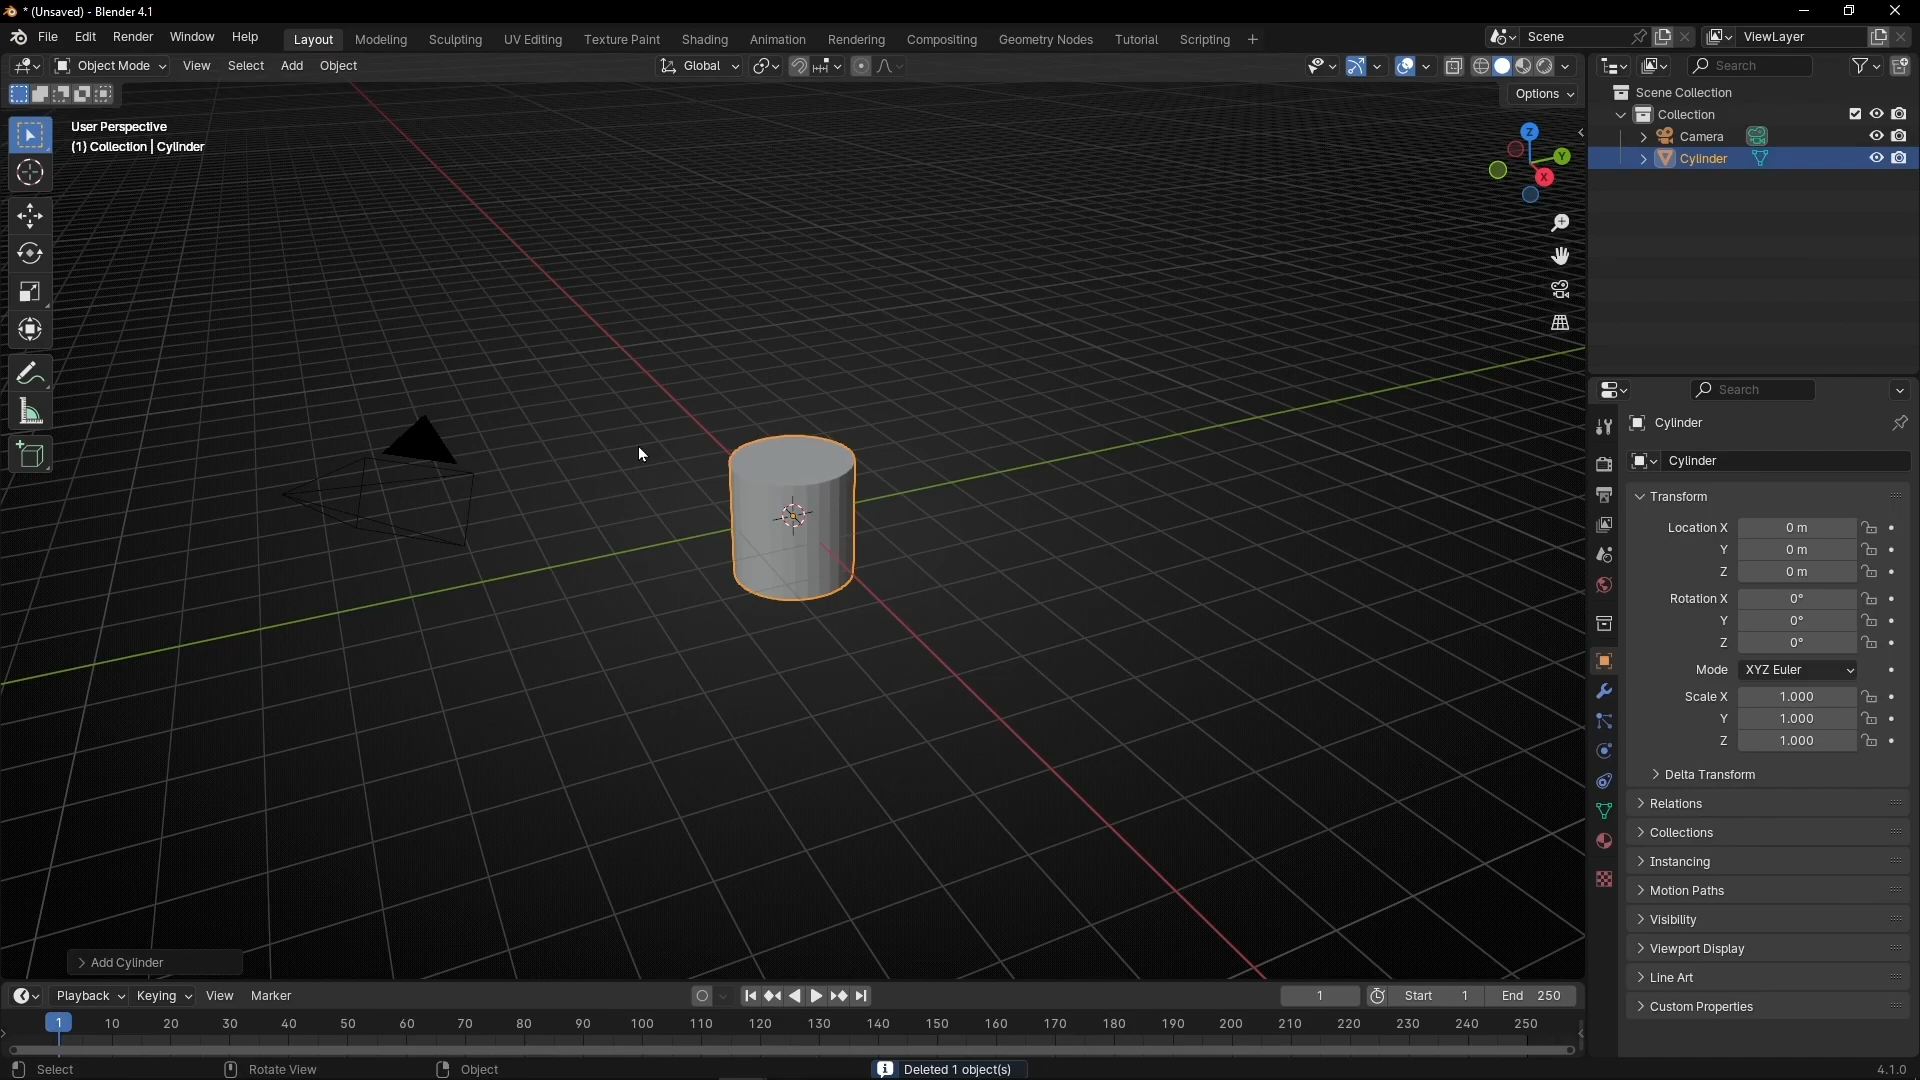 * (Unsaved) - Blender 4.1
File Edit Render Window Help Layout Modeling Sculpting UV Editing Texture Paint Shading Animation Rendering Compositing Geometry Nodes Tutorial Scripting + Scene ViewLayer
Object Mode View Select Add Object Global Search
Options
User Perspective
(1) Collection | Cylinder
Z
Y
X
Scene Collection
Collection
Camera
Cylinder
Search
Cylinder
Cylinder
Transform
Location X 0 m
Y 0 m
Z 0 m
Rotation X 0°
Y 0°
Z 0°
Mode XYZ Euler
Scale X 1.000
Y 1.000
Z 1.000
Delta Transform
Relations
Collections
Instancing
Motion Paths
Visibility
Viewport Display
Line Art
Custom Properties
Add Cylinder
Playback Keying View Marker 1 Start 1 End 250
1 10 20 30 40 50 60 70 80 90 100 110 120 130 140 150 160 170 180 190 200 210 220 230 240 250
Select Rotate View Object Deleted 1 object(s) 4.1.0